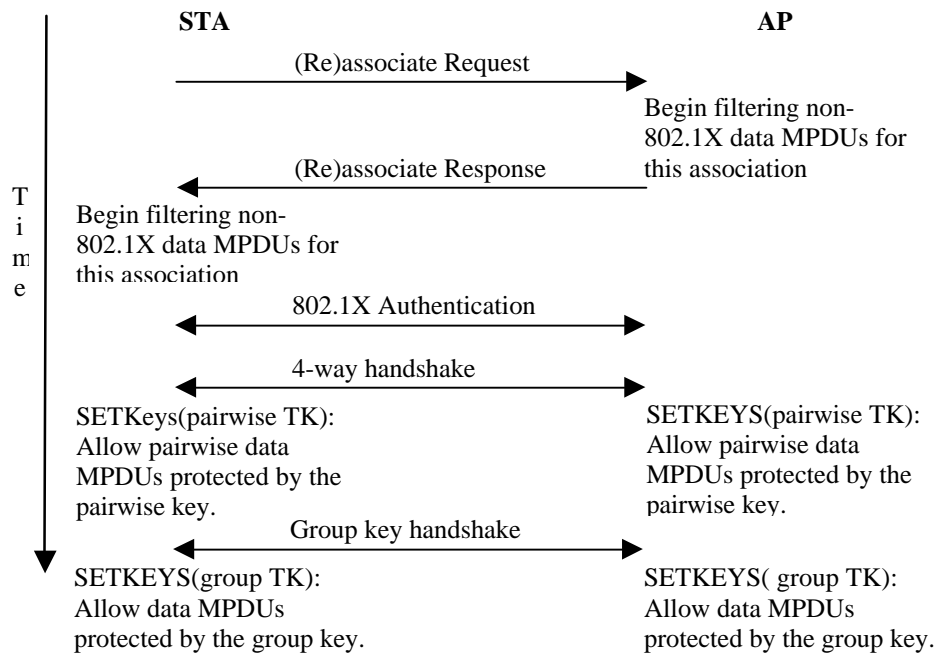 STA
AP
(Re)associate Request
Begin filtering non-
802.1X data MPDUs for
this association
(Re)associate Response
T
i
m
e
Begin filtering non-
802.1X data MPDUs for
this association
802.1X Authentication
4-way handshake
SETKeys(pairwise TK):
Allow pairwise data
MPDUs protected by the
pairwise key.
SETKEYS(pairwise TK):
Allow pairwise data
MPDUs protected by the
pairwise key.
Group key handshake
SETKEYS(group TK):
Allow data MPDUs
protected by the group key.
SETKEYS( group TK):
Allow data MPDUs
protected by the group key.